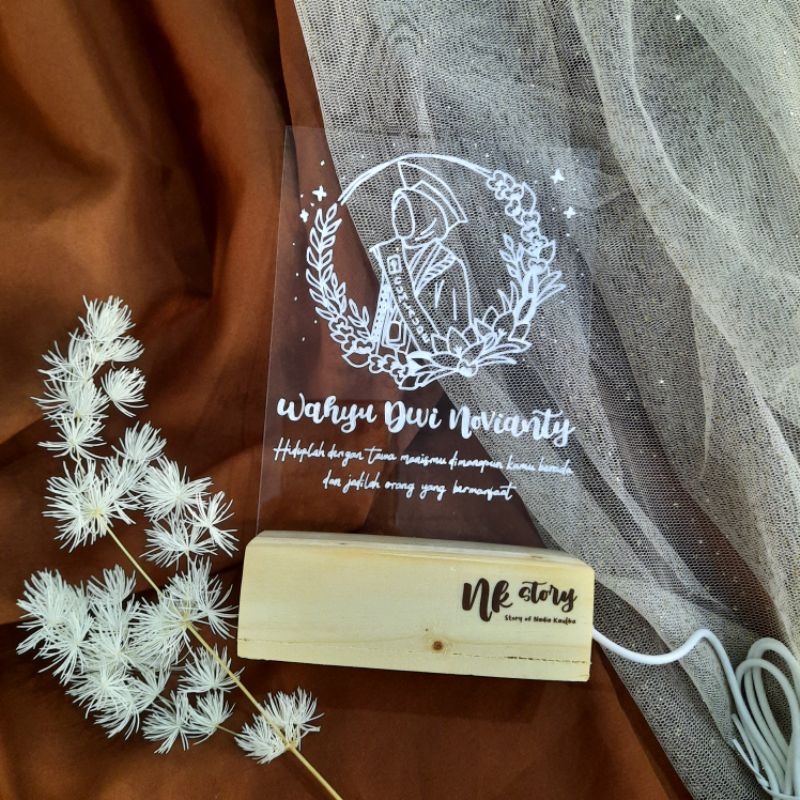 Wahyu Dwi Novianty
Hiduplah dengan tawa manismu dimanapun kamu berada
dan jadilah orang yang bermanfaat
Nk story
Story of Nadia Kaufka